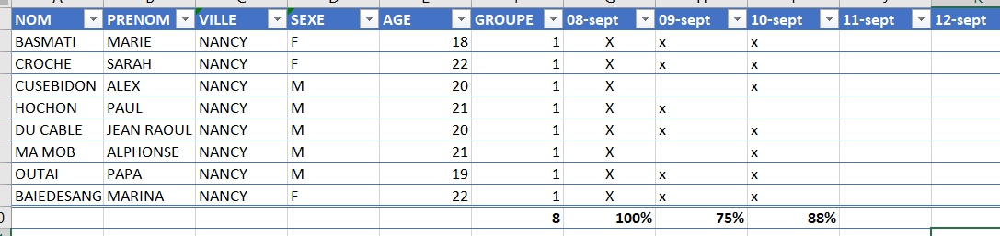 NOM PRENOM VILLE SEXE AGE GROUPE 08-sept 09-sept 10-sept 11-sept 12-sept
BASMATI MARIE NANCY F 18 1 X x x
CROCHE SARAH NANCY F 22 1 X x x
CUSEBIDON ALEX NANCY M 20 1 X x
HOCHON PAUL NANCY M 21 1 X x
DU CABLE JEAN RAOUL NANCY M 20 1 X x x
MA MOB ALPHONSE NANCY M 21 1 X x
OUTAI PAPA NANCY M 19 1 X x x
BAIEDESANG MARINA NANCY F 22 1 X x x
8 100% 75% 88%